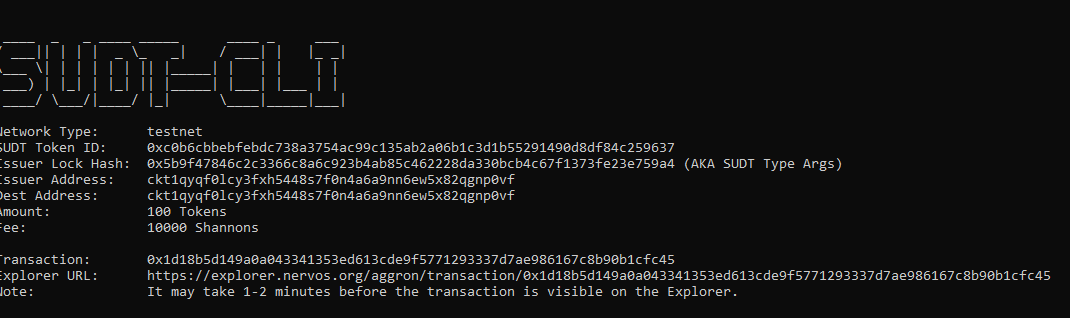 SUDT-CLI
Network Type: testnet
SUDT Token ID: 0xc0b6cbbebfebdc738a3754ac99c135ab2a06b1c3d1b55291490d8df84c259637
Issuer Lock Hash: 0x5b9f47846c2c3366c8a6c923b4ab85c462228da330bcb4c67f1373fe23e759a4 (AKA SUDT Type Args)
Issuer Address: ckt1qyqf0lcy3fxh5448s7f0n4a6a9nn6ew5x82qgnp0vf
Dest Address: ckt1qyqf0lcy3fxh5448s7f0n4a6a9nn6ew5x82qgnp0vf
Amount: 100 Tokens
Fee: 10000 Shannons
Transaction: 0x1d18b5d149a0a043341353ed613cde9f5771293337d7ae986167c8b90b1cfc45
Explorer URL: https://explorer.nervos.org/aggron/transaction/0x1d18b5d149a0a043341353ed613cde9f5771293337d7ae986167c8b90b1cfc45
Note: It may take 1-2 minutes before the transaction is visible on the Explorer.